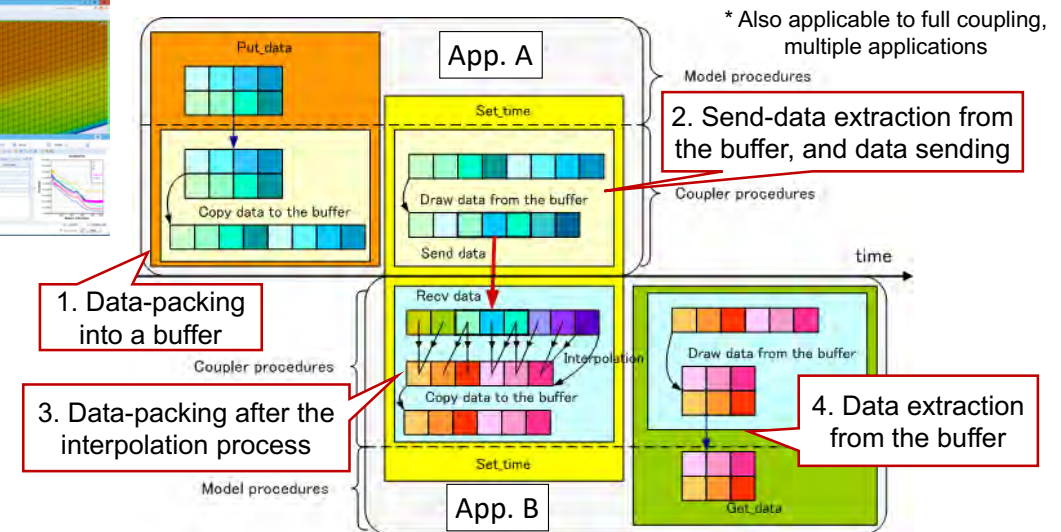 * Also applicable to full coupling,
multiple applications
Put_data
App. A
Model procedures
Set_time
2. Send-data extraction from
the buffer, and data sending
Copy data to the buffer
Draw data from the buffer
Coupler procedures
Send data
time
1. Data-packing
into a buffer
Recv data
Coupler procedures
Interpolation
Draw data from the buffer
Copy data to the buffer
3. Data-packing after the
interpolation process
4. Data extraction
from the buffer
Set_time
Model procedures
App. B
Get_data